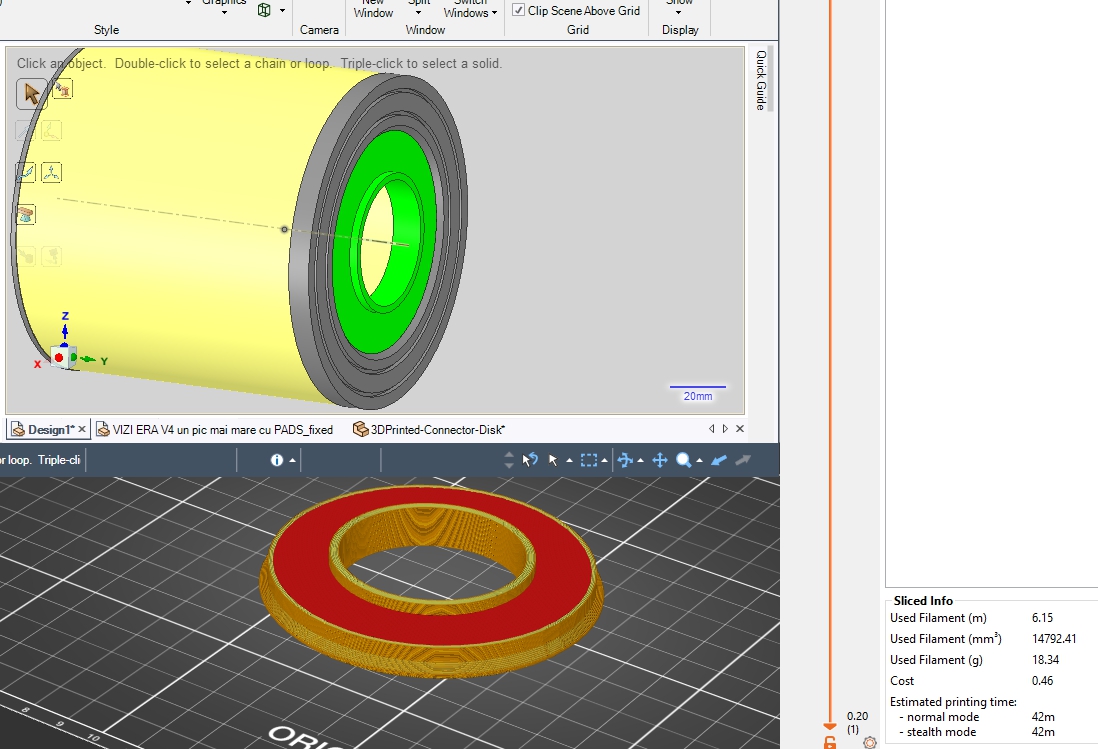 Graphics
New
Split
Switch
Show
Window
Windows
Clip Scene Above Grid
Style
Camera
Window
Grid
Display
Click an object. Double-click to select a chain or loop. Triple-click to select a solid.
Quick Guide
Z
X
Y
20mm
Design1*
VIZI ERA V4 un pic mai mare cu PADS_fixed
3DPrinted-Connector-Disk*
or loop. Triple-cli
8
9
10
ORIG
0.20
(1)
Sliced Info
Used Filament (m) 6.15
Used Filament (mm³) 14792.41
Used Filament (g) 18.34
Cost 0.46
Estimated printing time:
- normal mode 42m
- stealth mode 42m